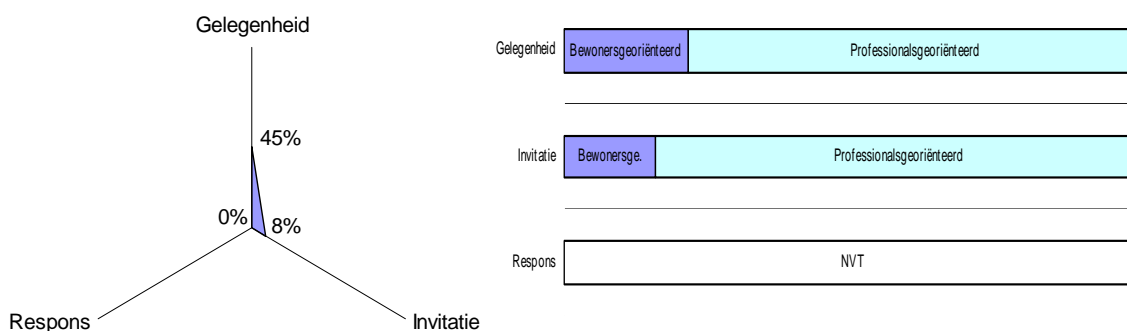 Gelegenheid
45%
0%
8%
Respons
Invitatie
Gelegenheid
Bewonersgeoriënteerd
Professionalsgeoriënteerd
Invitatie
Bewonersge.
Professionalsgeoriënteerd
Respons
NVT